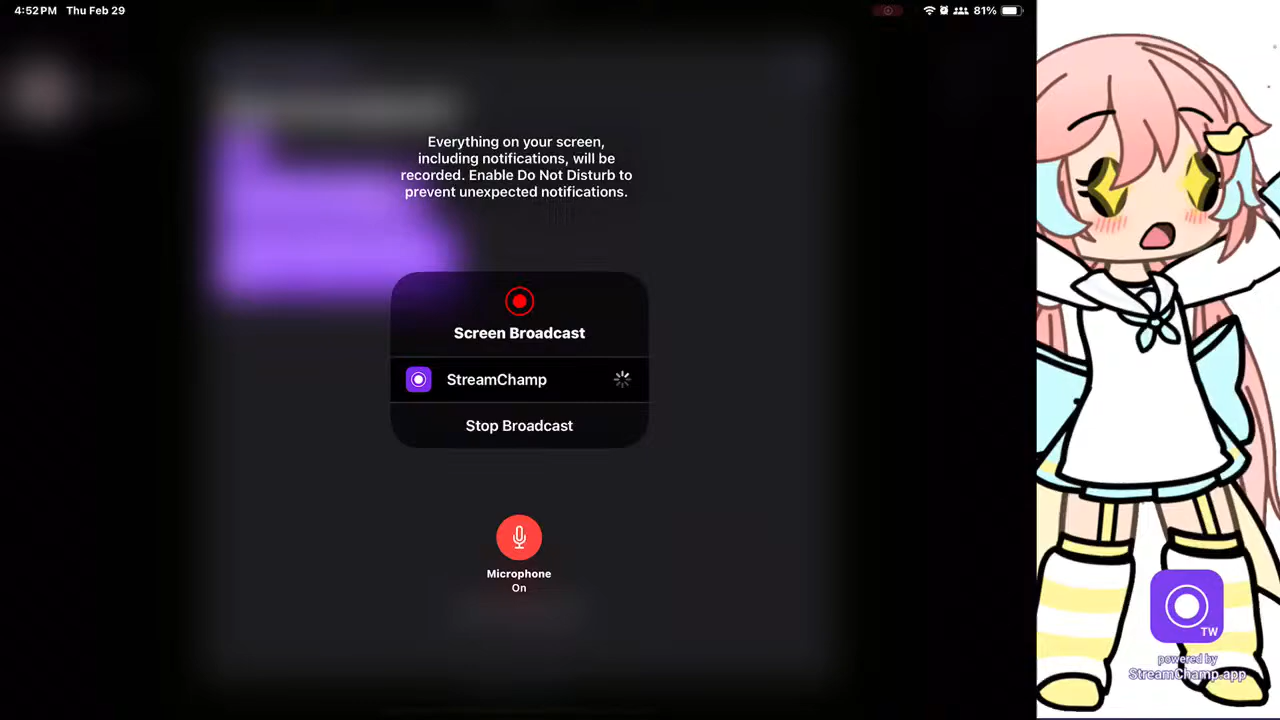 4:52 PM Thu Feb 29
81%
Everything on your screen,
including notifications, will be
recorded. Enable Do Not Disturb to
prevent unexpected notifications.
Screen Broadcast
StreamChamp
Stop Broadcast
Microphone
On
TW
powered by
StreamChamp.app